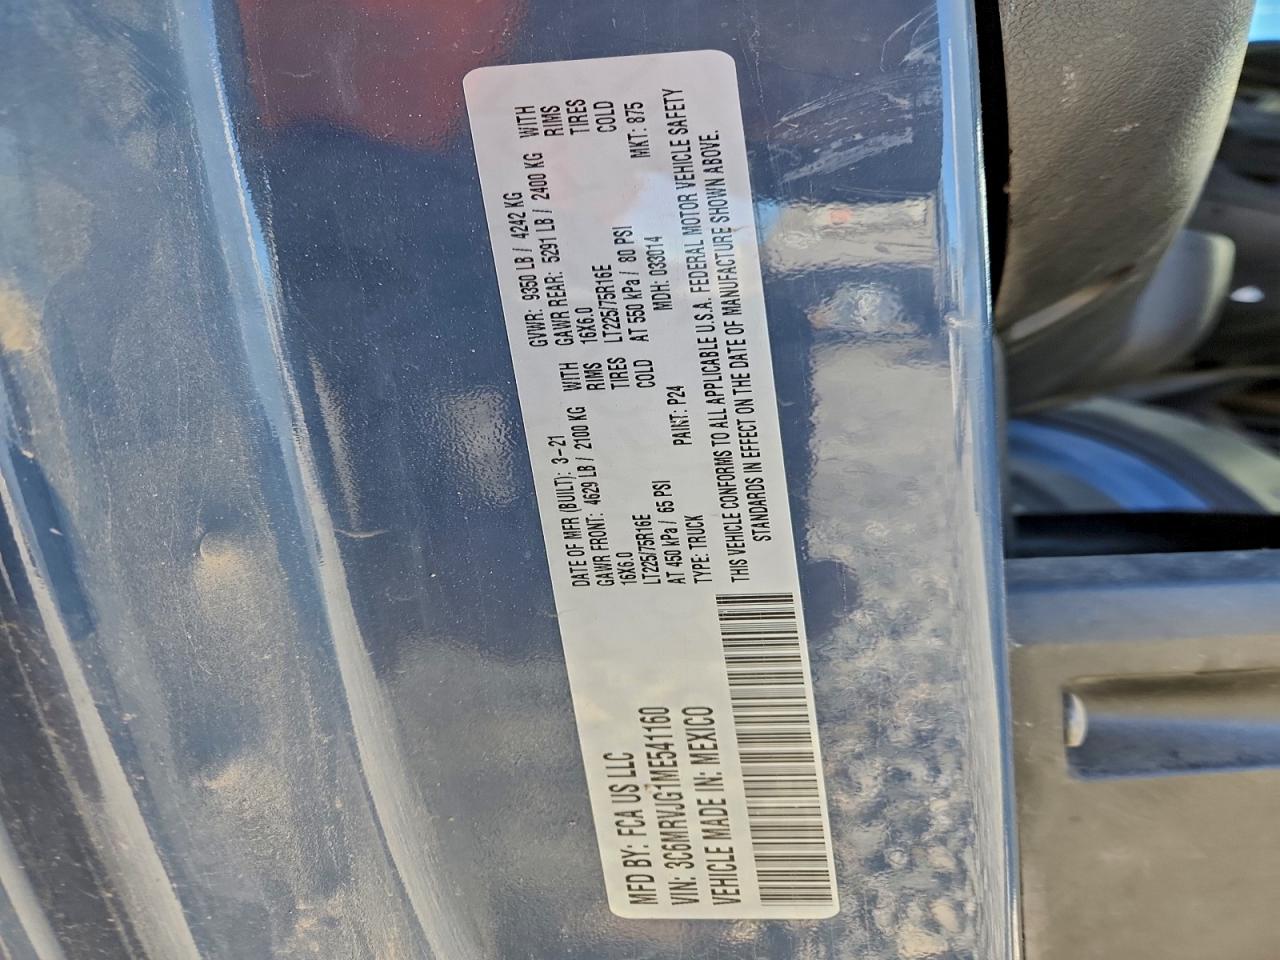 MFD BY: FCA US LLC
VIN: 3C6MRVJG1ME541160
VEHICLE MADE IN: MEXICO
DATE OF MFR (BUILT): 3-21 GVWR: 9350 LB / 4242 KG
GAWR FRONT: 4629 LB / 2100 KG WITH GAWR REAR: 5291 LB / 2400 KG WITH
16X6.0 RIMS 16X6.0 RIMS
LT225/75R16E TIRES LT225/75R16E TIRES
AT 450 kPa / 65 PSI COLD AT 550 kPa / 80 PSI COLD
TYPE: TRUCK PAINT: P24 MDH: 033014 MKT: 875
THIS VEHICLE CONFORMS TO ALL APPLICABLE U.S.A. FEDERAL MOTOR VEHICLE SAFETY
STANDARDS IN EFFECT ON THE DATE OF MANUFACTURE SHOWN ABOVE.